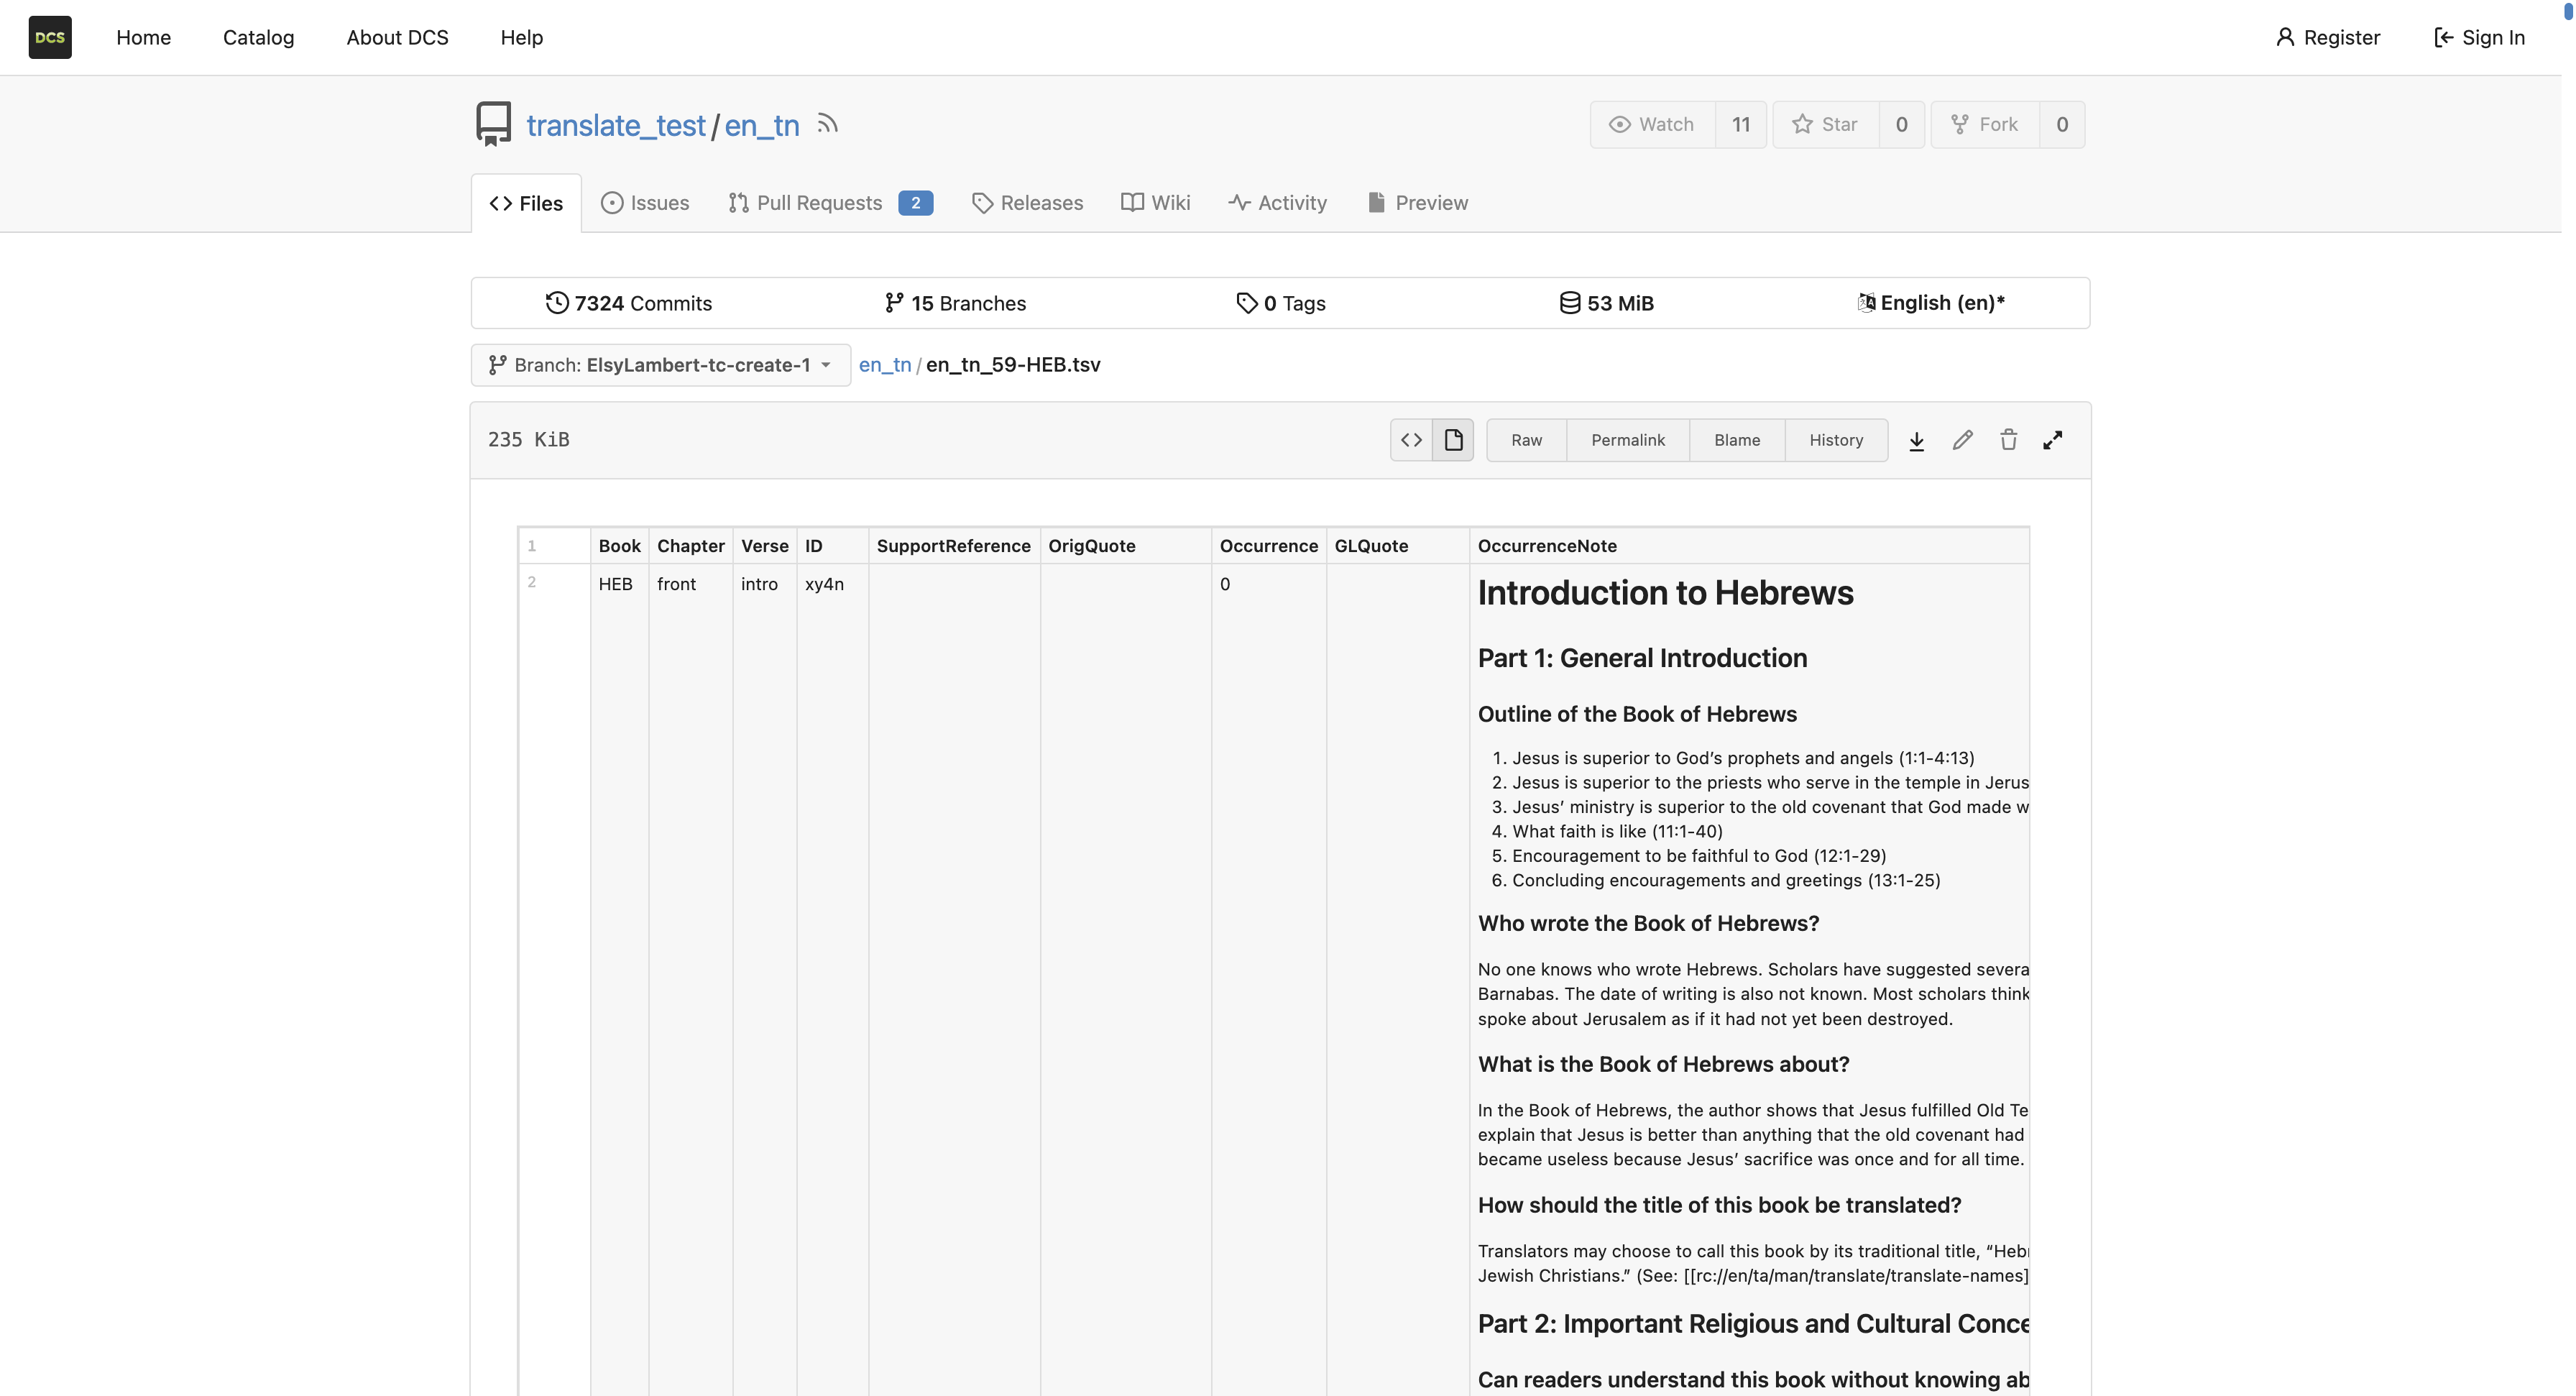 DCS Home Catalog About DCS Help Register Sign In
translate_test / en_tn Watch 11 Star 0 Fork 0
Files Issues Pull Requests 2 Releases Wiki Activity Preview
7324 Commits 15 Branches 0 Tags 53 MiB English (en)*
Branch: ElsyLambert-tc-create-1 en_tn / en_tn_59-HEB.tsv
235 KiB Raw Permalink Blame History
1 Book Chapter Verse ID SupportReference OrigQuote Occurrence GLQuote OccurrenceNote
2 HEB front intro xy4n 0 Introduction to Hebrews
Part 1: General Introduction
Outline of the Book of Hebrews
1. Jesus is superior to God’s prophets and angels (1:1-4:13)
2. Jesus is superior to the priests who serve in the temple in Jerus
3. Jesus’ ministry is superior to the old covenant that God made w
4. What faith is like (11:1-40)
5. Encouragement to be faithful to God (12:1-29)
6. Concluding encouragements and greetings (13:1-25)
Who wrote the Book of Hebrews?
No one knows who wrote Hebrews. Scholars have suggested severa
Barnabas. The date of writing is also not known. Most scholars think
spoke about Jerusalem as if it had not yet been destroyed.
What is the Book of Hebrews about?
In the Book of Hebrews, the author shows that Jesus fulfilled Old Te
explain that Jesus is better than anything that the old covenant had
became useless because Jesus’ sacrifice was once and for all time.
How should the title of this book be translated?
Translators may choose to call this book by its traditional title, “Heb
Jewish Christians.” (See: [[rc://en/ta/man/translate/translate-names]
Part 2: Important Religious and Cultural Conce
Can readers understand this book without knowing ab